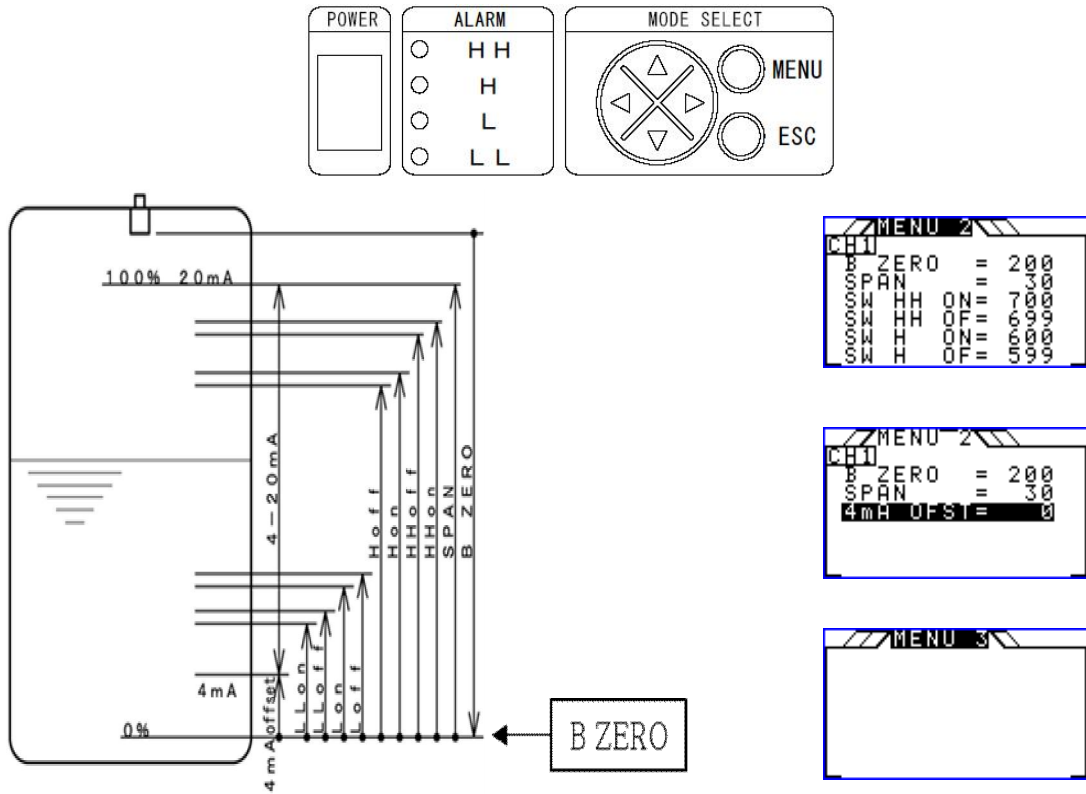 POWER
ALARM
H H
H
L
L L
MODE SELECT
MENU
ESC
100% 20mA
4mA
0%
4mAoffset
4-20mA
LLon
LLoff
Lon
Loff
Hoff
Hon
HHoff
HHon
SPAN
B ZERO
B ZERO
MENU 2
CH1
B ZERO = 200
SPAN = 30
SW HH ON= 700
SW HH OF= 699
SW H ON= 600
SW H OF= 599
MENU 2
CH1
B ZERO = 200
SPAN = 30
4mA OFST= 0
MENU 3